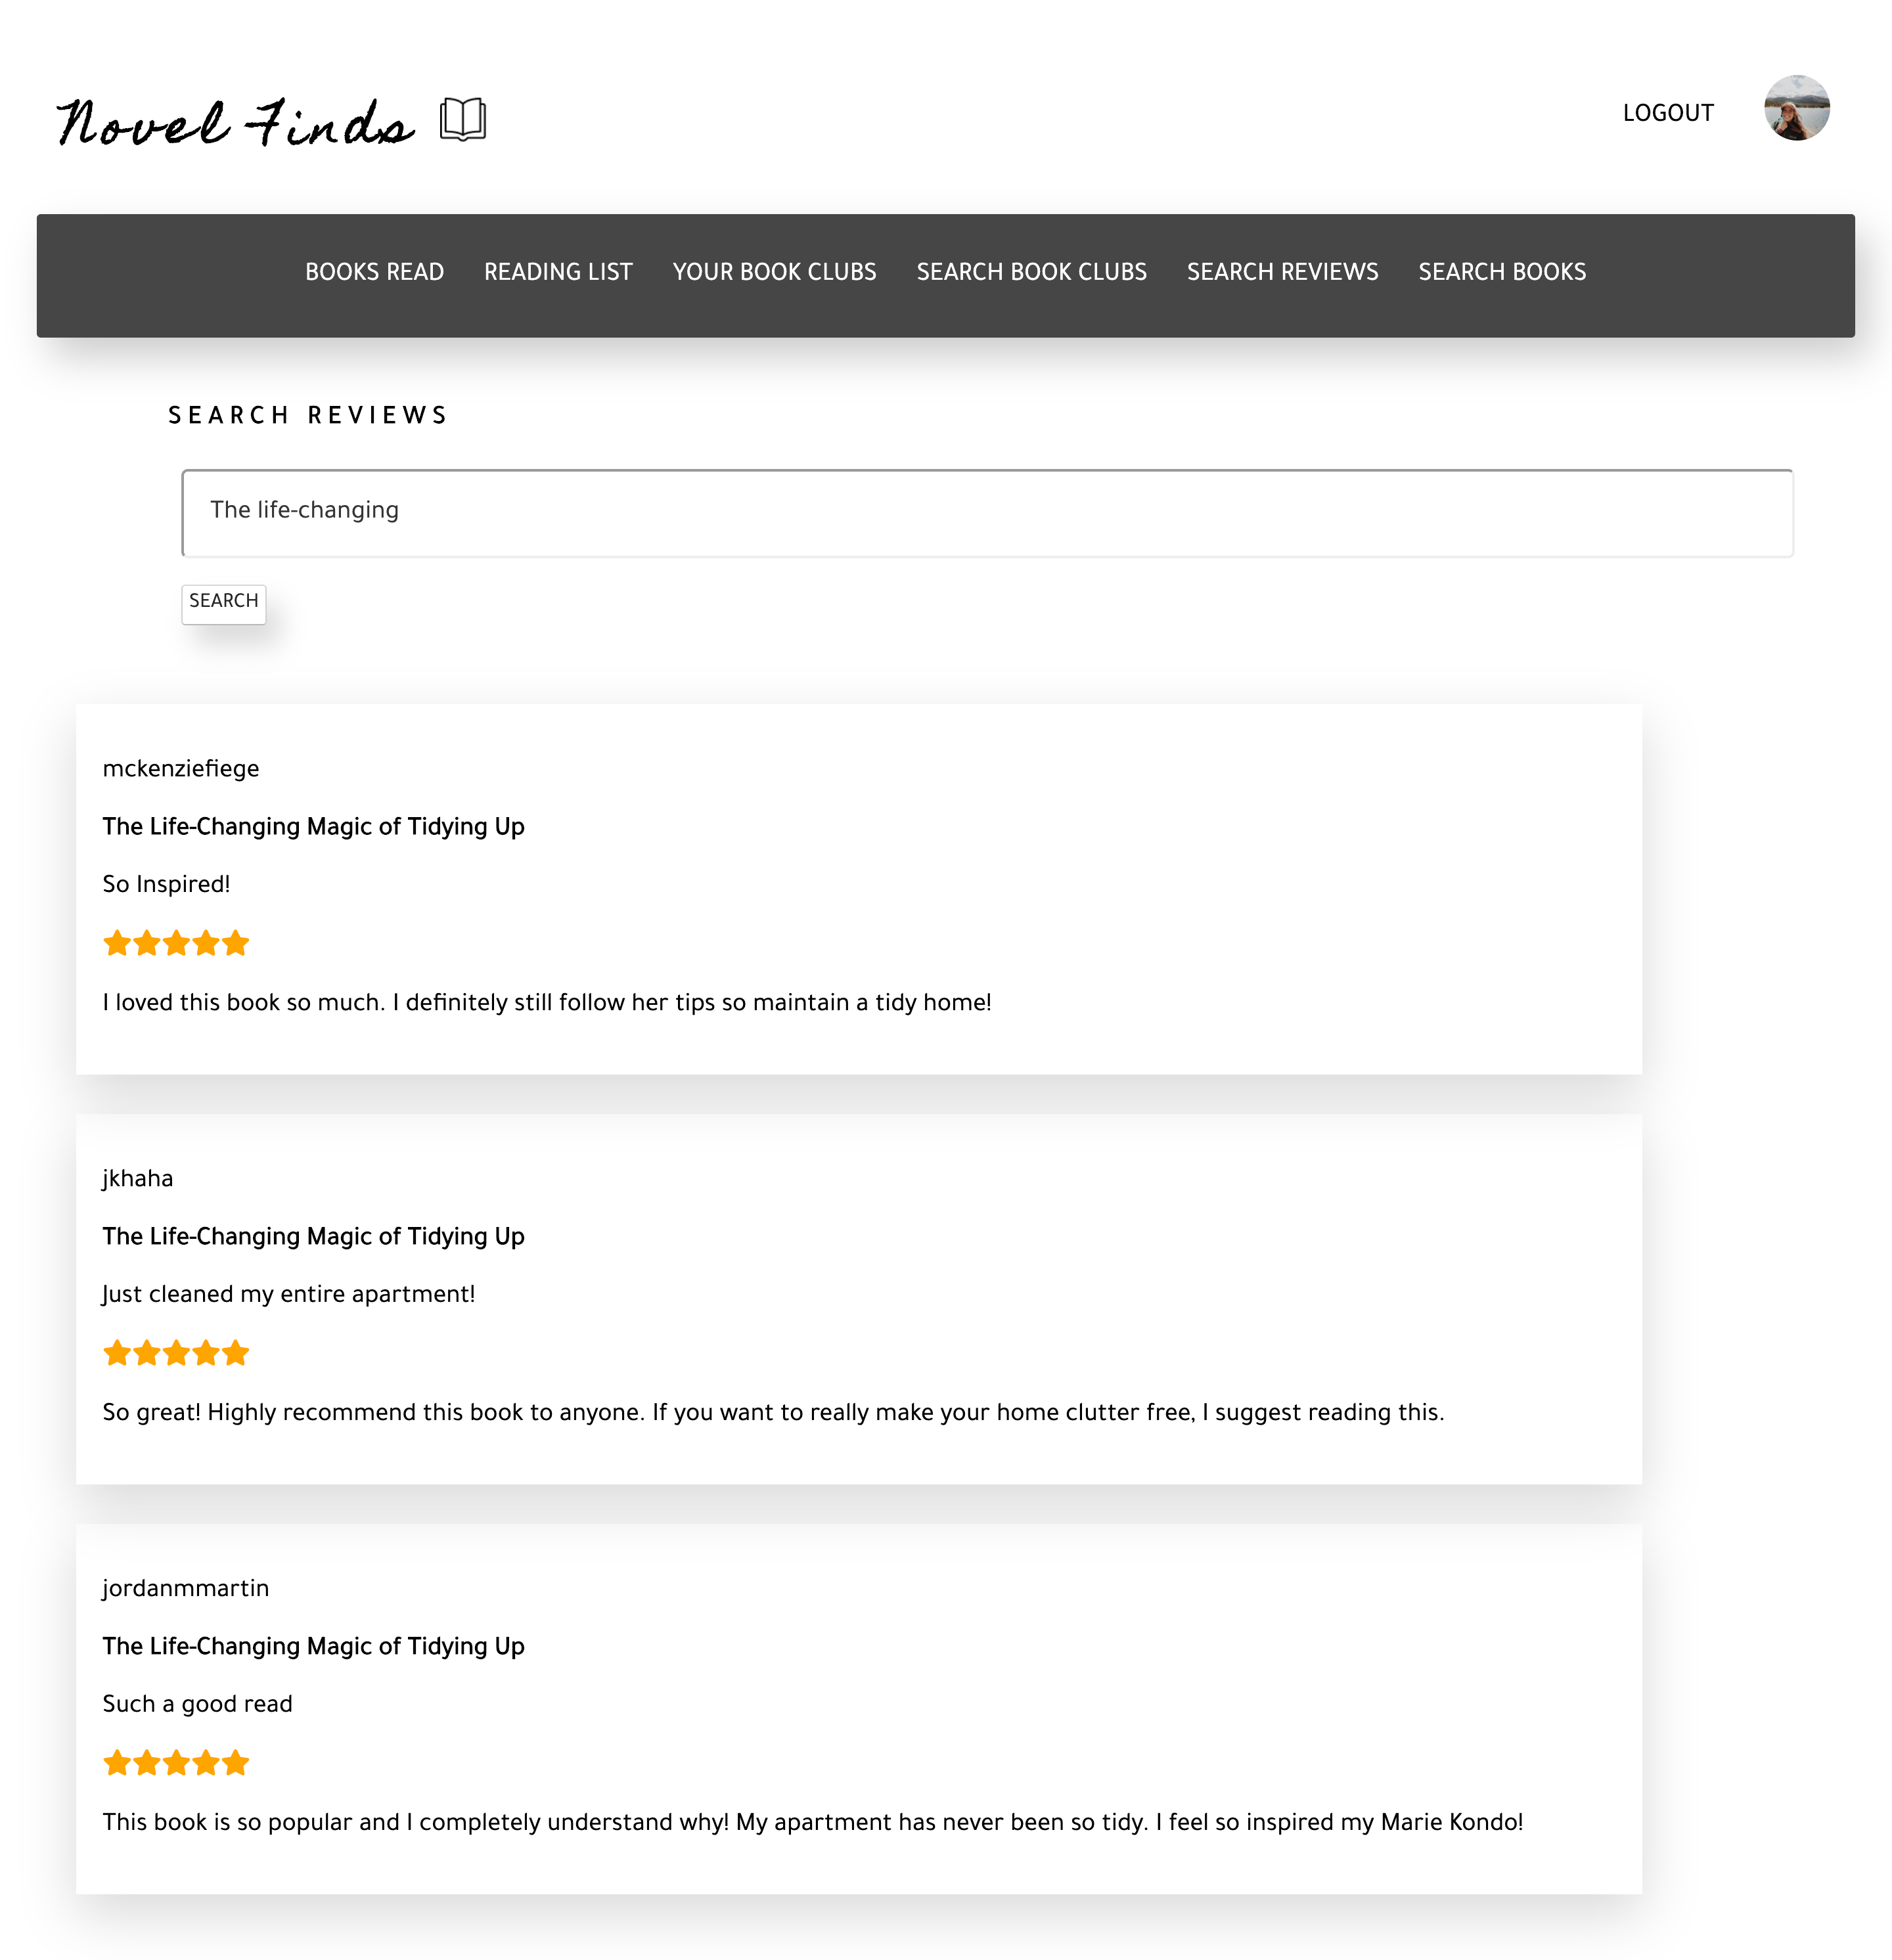 Novel Finds
LOGOUT
BOOKS READ READING LIST YOUR BOOK CLUBS SEARCH BOOK CLUBS SEARCH REVIEWS SEARCH BOOKS
SEARCH REVIEWS
The life-changing
SEARCH
mckenziefiege
The Life-Changing Magic of Tidying Up
So Inspired!
I loved this book so much. I definitely still follow her tips so maintain a tidy home!
jkhaha
The Life-Changing Magic of Tidying Up
Just cleaned my entire apartment!
So great! Highly recommend this book to anyone. If you want to really make your home clutter free, I suggest reading this.
jordanmmartin
The Life-Changing Magic of Tidying Up
Such a good read
This book is so popular and I completely understand why! My apartment has never been so tidy. I feel so inspired my Marie Kondo!